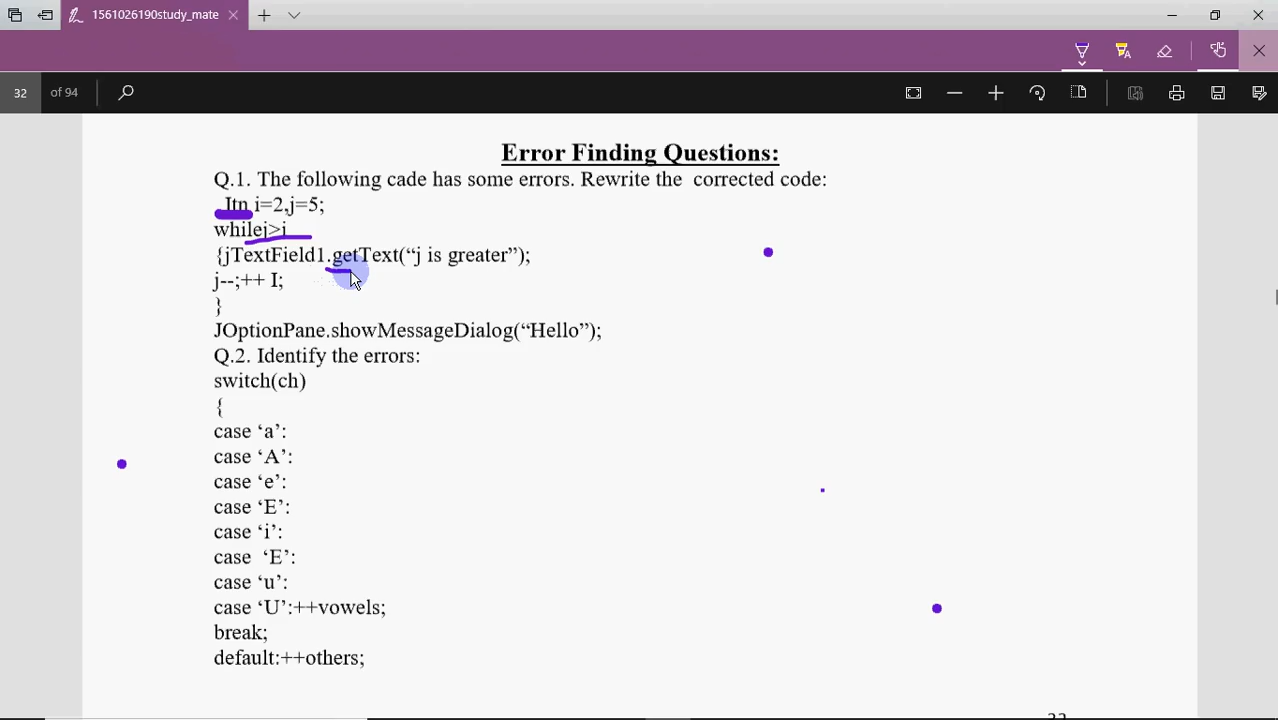 1561026190study_mate
32 of 94
Error Finding Questions:
Q.1. The following cade has some errors. Rewrite the corrected code:
Itn i=2,j=5;
whilej>i
{jTextField1.getText(“j is greater”);
j--;++ I;
}
JOptionPane.showMessageDialog(“Hello”);
Q.2. Identify the errors:
switch(ch)
{
case ‘a’:
case ‘A’:
case ‘e’:
case ‘E’:
case ‘i’:
case ‘E’:
case ‘u’:
case ‘U’:++vowels;
break;
default:++others;